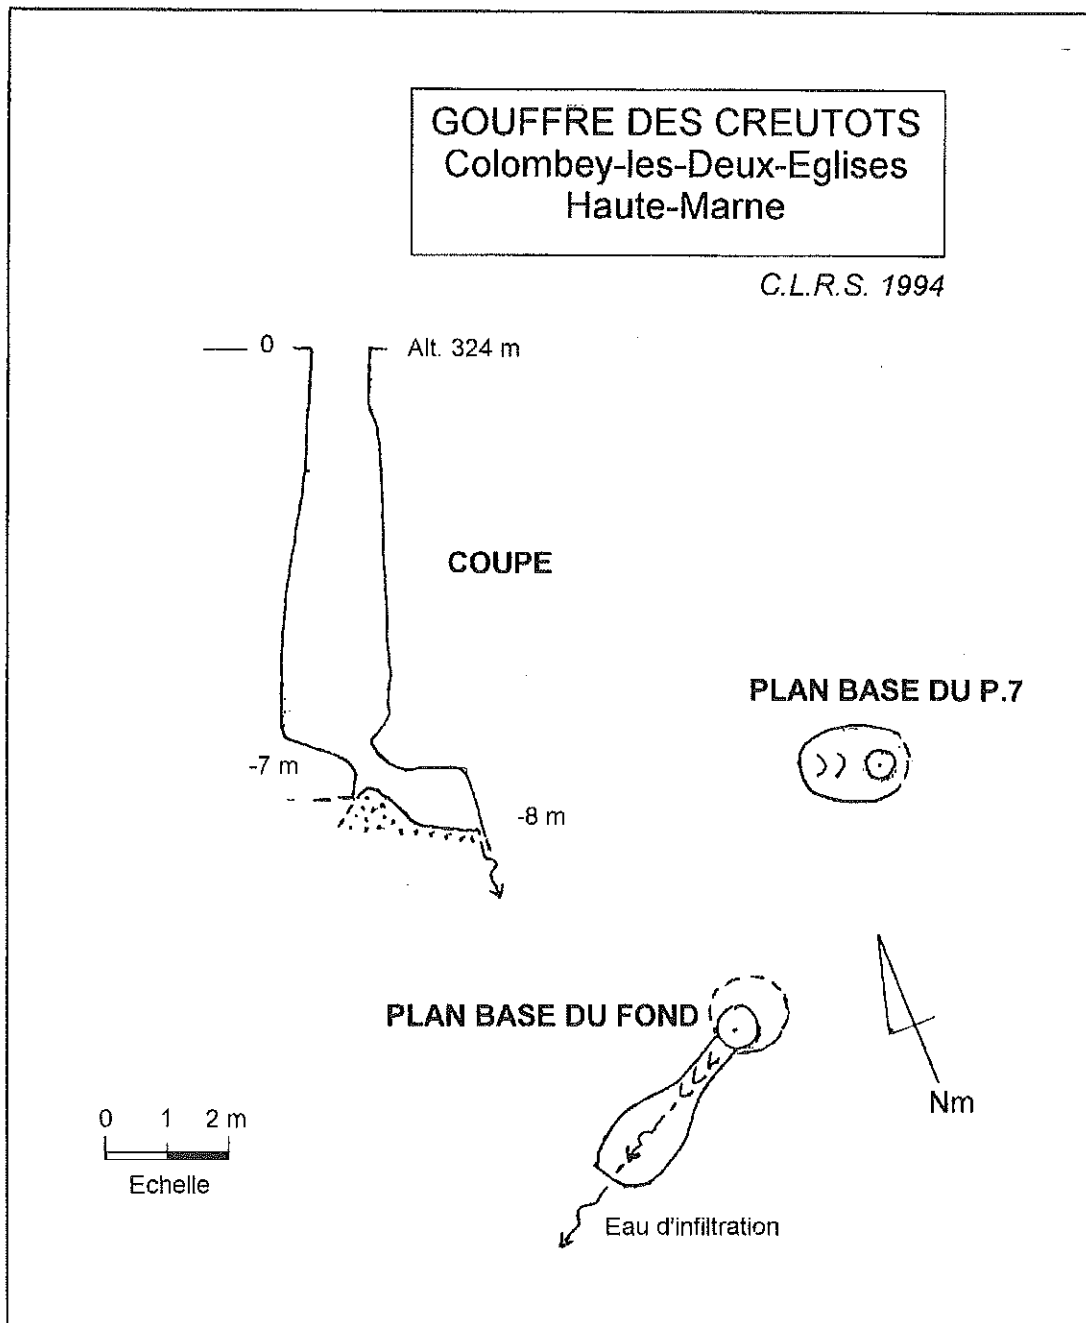 GOUFFRE DES CREUTOTS
Colombey-les-Deux-Eglises
Haute-Marne
C.L.R.S. 1994
0
Alt. 324 m
COUPE
PLAN BASE DU P.7
-7 m
-8 m
PLAN BASE DU FOND
Nm
0 1 2 m
Echelle
Eau d'infiltration